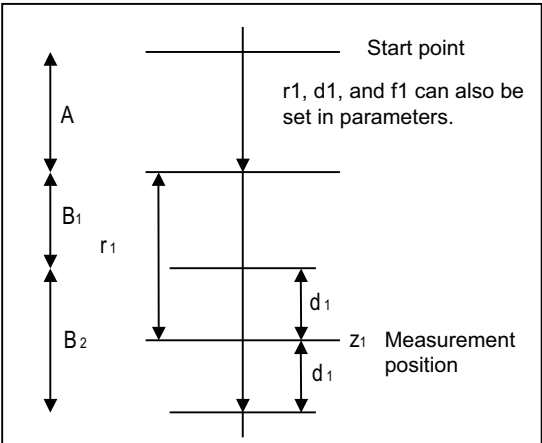 Start point
r1, d1, and f1 can also be
set in parameters.
A
B1
r1
d1
B2
z1 Measurement
position
d1